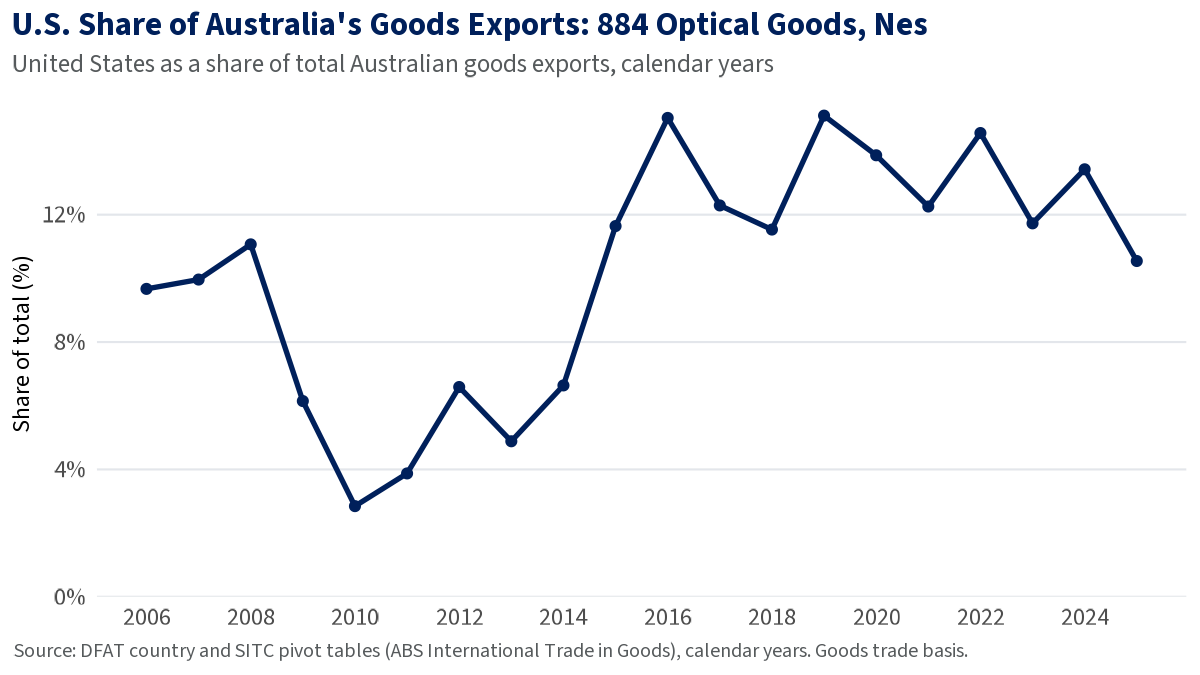 U.S. Share of Australia's Goods Exports: 884 Optical Goods, Nes
United States as a share of total Australian goods exports, calendar years
Share of total (%)
12%
8%
4%
0%
2006 2008 2010 2012 2014 2016 2018 2020 2022 2024
Source: DFAT country and SITC pivot tables (ABS International Trade in Goods), calendar years. Goods trade basis.